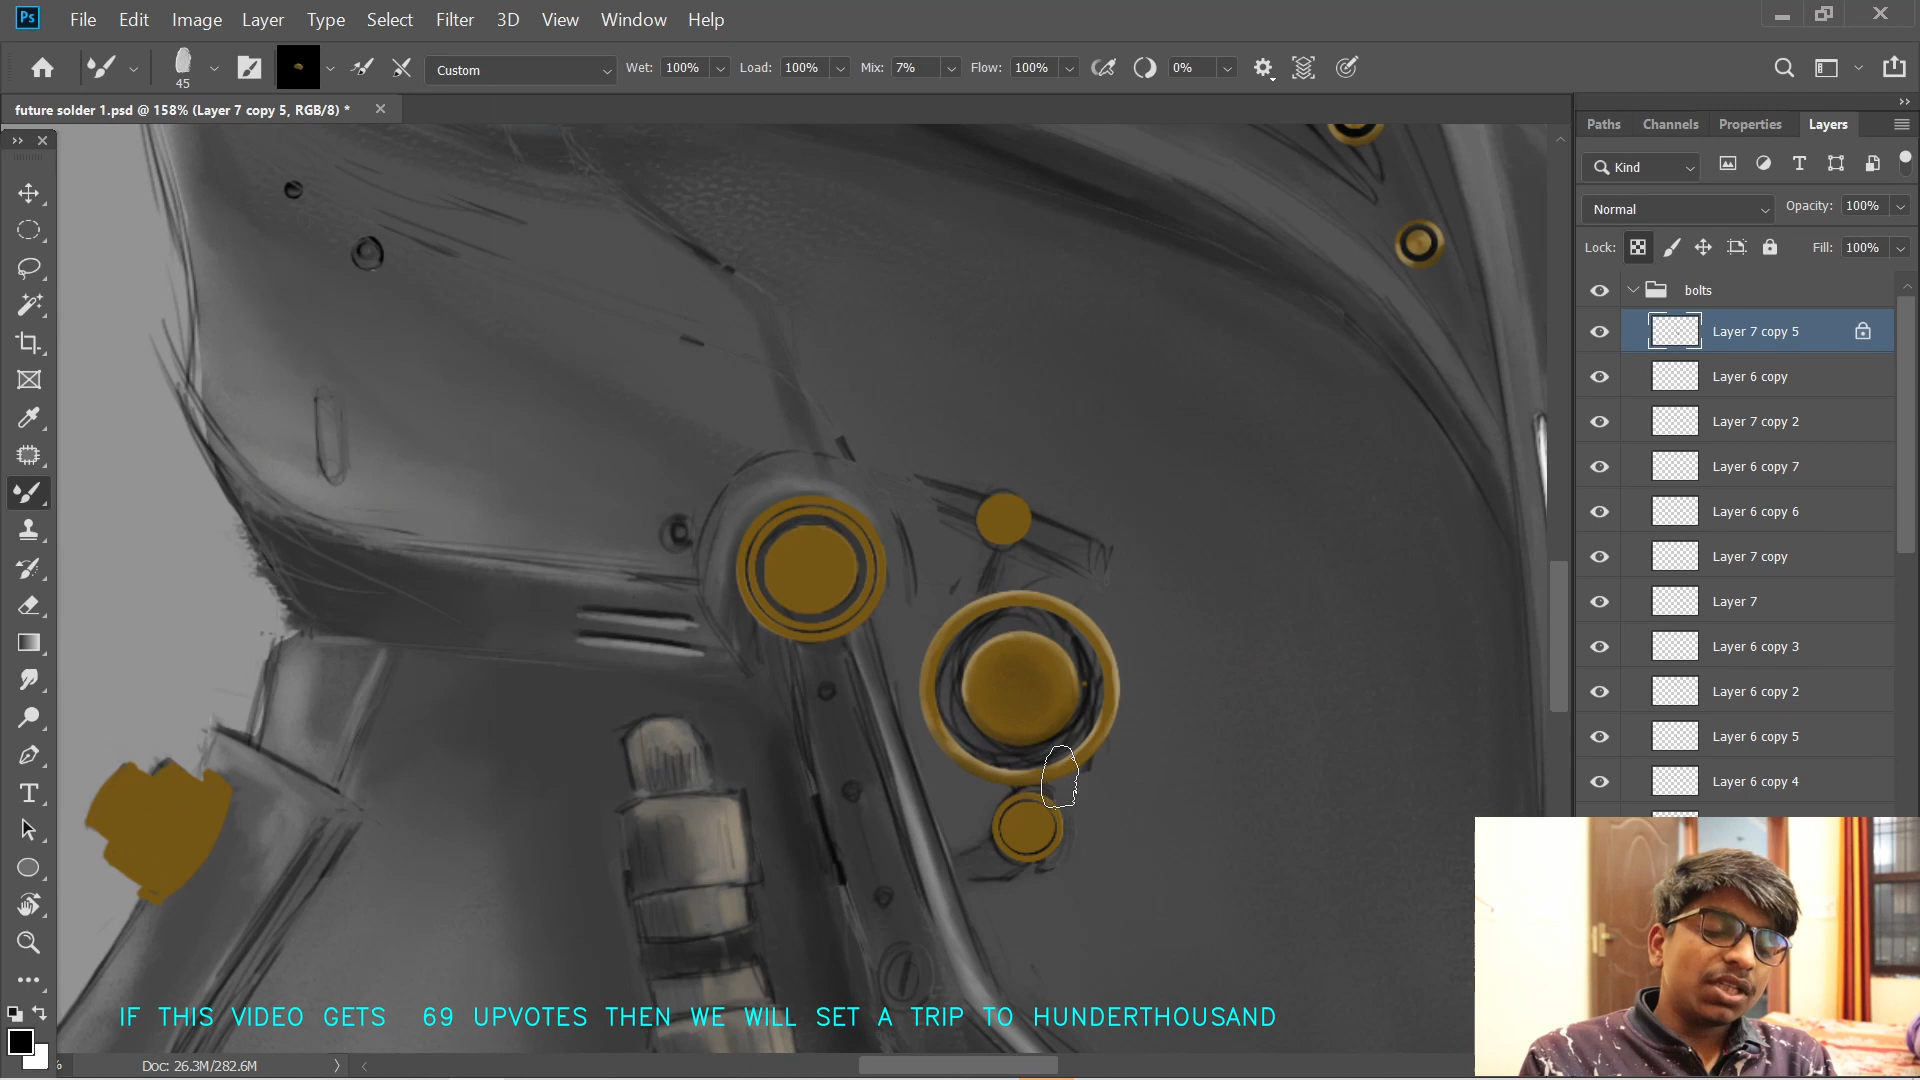 Ps File Edit Image Layer Type Select Filter 3D View Window Help
45 Custom Wet: 100% Load: 100% Mix: 7% Flow: 100% 0%
future solder 1.psd @ 158% (Layer 7 copy 5, RGB/8) *
Paths Channels Properties Layers
Kind
Normal Opacity: 100%
Lock: Fill: 100%
bolts
Layer 7 copy 5
Layer 6 copy
Layer 7 copy 2
Layer 6 copy 7
Layer 6 copy 6
Layer 7 copy
Layer 7
Layer 6 copy 3
Layer 6 copy 2
Layer 6 copy 5
Layer 6 copy 4
IF THIS VIDEO GETS 69 UPVOTES THEN WE WILL SET A TRIP TO HUNDERTHOUSAND
% Doc: 26.3M/282.6M